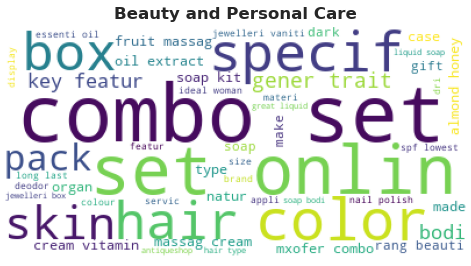 Beauty and Personal Care
essenti oil
jewelleri vaniti
dark
case
display
box
fruit massag
oil extract
specif
liquid soap
gift
almond honey
key featur
soap kit
gener trait
dri
ideal woman
materi
great liquid
combo set
make
pack
featur
soap
size
spf lowest
set
onlin
long last
type
brand
deodor
organ
natur
appli
soap bodi
nail polish
jewelleri box
colour
servic
made
skin
hair
color
bodi
cream vitamin
massag cream
mxofer combo
rang beauti
antiqueshop
hair type